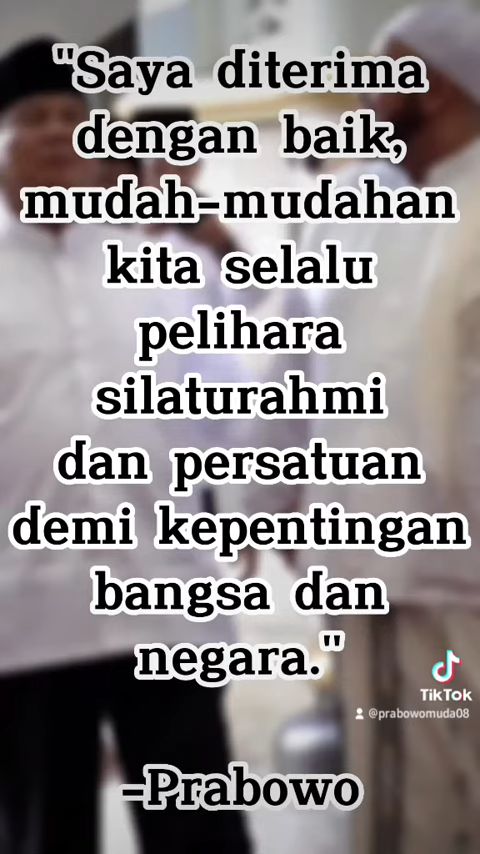 "Saya diterima
dengan baik,
mudah-mudahan
kita selalu
pelihara
silaturahmi
dan persatuan
demi kepentingan
bangsa dan
negara."
TikTok
@prabowomuda08
-Prabowo